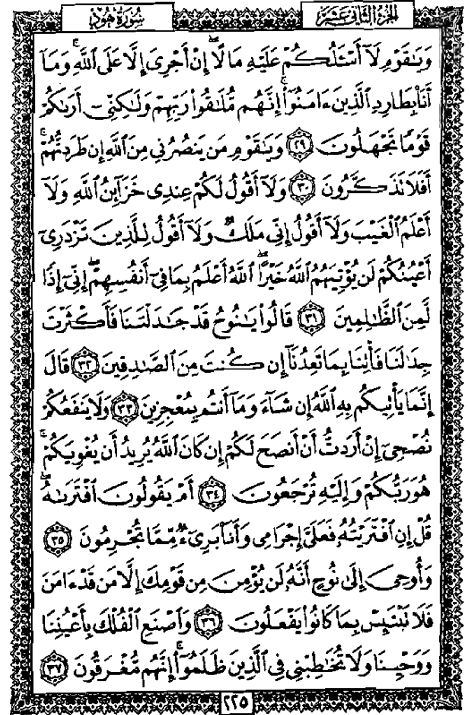 الجزء الثاني عشر
سورة هود
وَيَٰقَوْمِ لَآ أَسْـَٔلُكُمْ عَلَيْهِ مَالًا ۖ إِنْ أَجْرِىَ إِلَّا عَلَى ٱللَّهِ ۚ وَمَآ
أَنَا۠ بِطَارِدِ ٱلَّذِينَ ءَامَنُوٓا۟ ۚ إِنَّهُم مُّلَٰقُوا۟ رَبِّهِمْ وَلَٰكِنِّىٓ أَرَىٰكُمْ
قَوْمًا تَجْهَلُونَ ٢٩ وَيَٰقَوْمِ مَن يَنصُرُنِى مِنَ ٱللَّهِ إِن طَرَدتُّهُمْ ۚ
أَفَلَا تَذَكَّرُونَ ٣٠ وَلَآ أَقُولُ لَكُمْ عِندِى خَزَآئِنُ ٱللَّهِ وَلَآ
أَعْلَمُ ٱلْغَيْبَ وَلَآ أَقُولُ إِنِّى مَلَكٌ وَلَآ أَقُولُ لِلَّذِينَ تَزْدَرِىٓ
أَعْيُنُكُمْ لَن يُؤْتِيَهُمُ ٱللَّهُ خَيْرًا ۖ ٱللَّهُ أَعْلَمُ بِمَا فِىٓ أَنفُسِهِمْ ۖ إِنِّىٓ إِذًا
لَّمِنَ ٱلظَّٰلِمِينَ ٣١ قَالُوا۟ يَٰنُوحُ قَدْ جَٰدَلْتَنَا فَأَكْثَرْتَ
جِدَٰلَنَا فَأْتِنَا بِمَا تَعِدُنَآ إِن كُنتَ مِنَ ٱلصَّٰدِقِينَ ٣٢ قَالَ
إِنَّمَا يَأْتِيكُم بِهِ ٱللَّهُ إِن شَآءَ وَمَآ أَنتُم بِمُعْجِزِينَ ٣٣ وَلَا يَنفَعُكُمْ
نُصْحِىٓ إِنْ أَرَدتُّ أَنْ أَنصَحَ لَكُمْ إِن كَانَ ٱللَّهُ يُرِيدُ أَن يُغْوِيَكُمْ ۚ
هُوَ رَبُّكُمْ وَإِلَيْهِ تُرْجَعُونَ ٣٤ أَمْ يَقُولُونَ ٱفْتَرَىٰهُ ۖ
قُلْ إِنِ ٱفْتَرَيْتُهُۥ فَعَلَىَّ إِجْرَامِى وَأَنَا۠ بَرِىٓءٌ مِّمَّا تُجْرِمُونَ ٣٥
وَأُوحِىَ إِلَىٰ نُوحٍ أَنَّهُۥ لَن يُؤْمِنَ مِن قَوْمِكَ إِلَّا مَن قَدْ ءَامَنَ
فَلَا تَبْتَئِسْ بِمَا كَانُوا۟ يَفْعَلُونَ ٣٦ وَٱصْنَعِ ٱلْفُلْكَ بِأَعْيُنِنَا
وَوَحْيِنَا وَلَا تُخَٰطِبْنِى فِى ٱلَّذِينَ ظَلَمُوٓا۟ ۚ إِنَّهُم مُّغْرَقُونَ ٣٧
٢٢٥